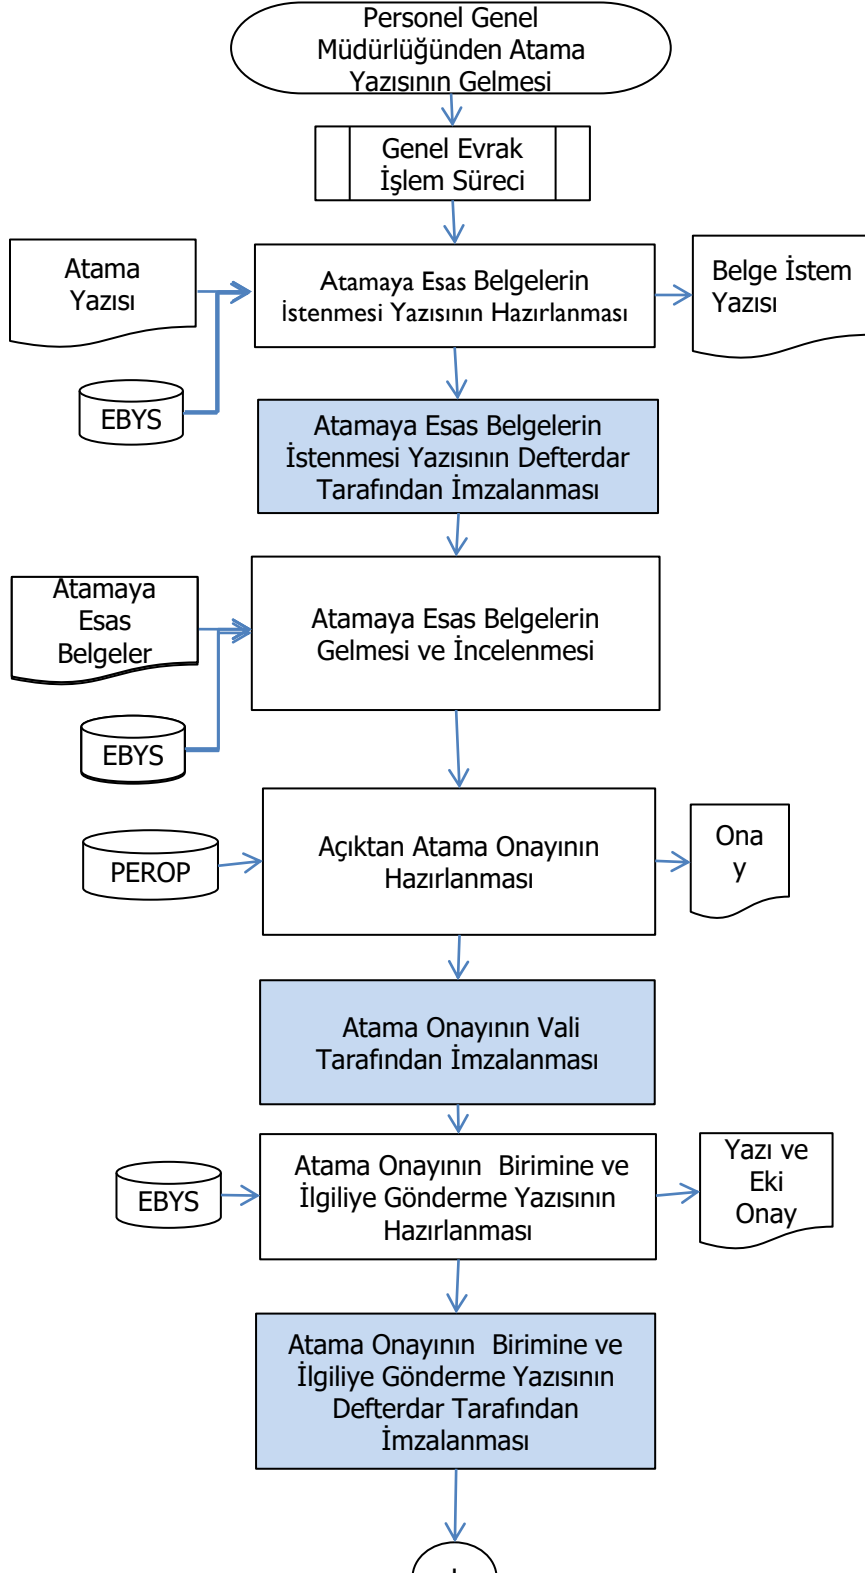 Personel Genel
Müdürlüğünden Atama
Yazısının Gelmesi
Genel Evrak
İşlem Süreci
Atama
Yazısı
Atamaya Esas Belgelerin
İstenmesi Yazısının Hazırlanması
Belge İstem
Yazısı
EBYS
Atamaya Esas Belgelerin
İstenmesi Yazısının Defterdar
Tarafından İmzalanması
Atamaya
Esas
Belgeler
Atamaya Esas Belgelerin
Gelmesi ve İncelenmesi
EBYS
PEROP
Açıktan Atama Onayının
Hazırlanması
Ona
y
Atama Onayının Vali
Tarafından İmzalanması
EBYS
Atama Onayının  Birimine ve
İlgiliye Gönderme Yazısının
Hazırlanması
Yazı ve
Eki
Onay
Atama Onayının  Birimine ve
İlgiliye Gönderme Yazısının
Defterdar Tarafından
İmzalanması